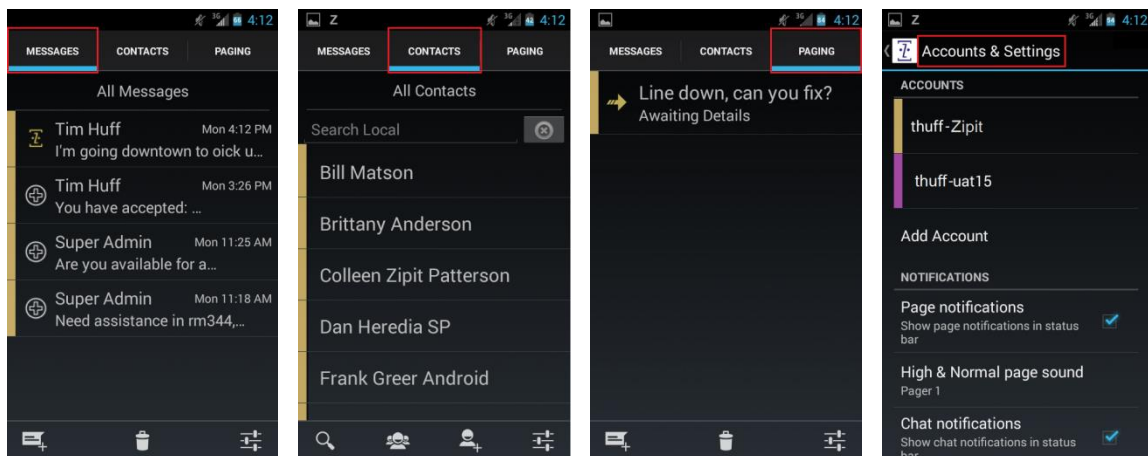 3G 4:12
MESSAGES CONTACTS PAGING
All Messages
Tim Huff Mon 4:12 PM
I'm going downtown to oick u...
Tim Huff Mon 3:26 PM
You have accepted: ...
Super Admin Mon 11:25 AM
Are you available for a...
Super Admin Mon 11:18 AM
Need assistance in rm344,...
Z 3G 4:12
MESSAGES CONTACTS PAGING
All Contacts
Search Local
Bill Matson
Brittany Anderson
Colleen Zipit Patterson
Dan Heredia SP
Frank Greer Android
3G 4:12
MESSAGES CONTACTS PAGING
Line down, can you fix?
Awaiting Details
Z 3G 4:12
Accounts & Settings
ACCOUNTS
thuff-Zipit
thuff-uat15
Add Account
NOTIFICATIONS
Page notifications
Show page notifications in status
bar
High & Normal page sound
Pager 1
Chat notifications
Show chat notifications in status
bar